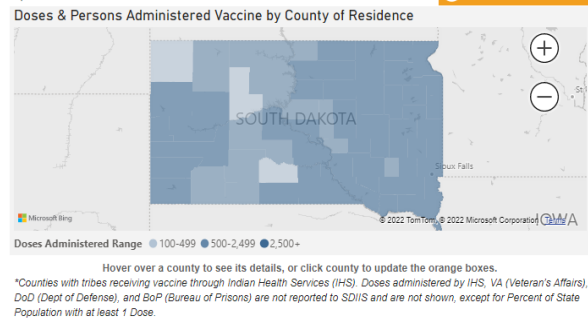 Doses & Persons Administered Vaccine by County of Residence
SOUTH DAKOTA
Sioux Falls
Microsoft Bing
© 2022 TomTom, © 2022 Microsoft Corporation Terms
IOWA
Doses Administered Range 100-499 500-2,499 2,500+
Hover over a county to see its details, or click county to update the orange boxes.
*Counties with tribes receiving vaccine through Indian Health Services (IHS). Doses administered by IHS, VA (Veteran's Affairs),
DoD (Dept of Defense), and BoP (Bureau of Prisons) are not reported to SDIIS and are not shown, except for Percent of State
Population with at least 1 Dose.